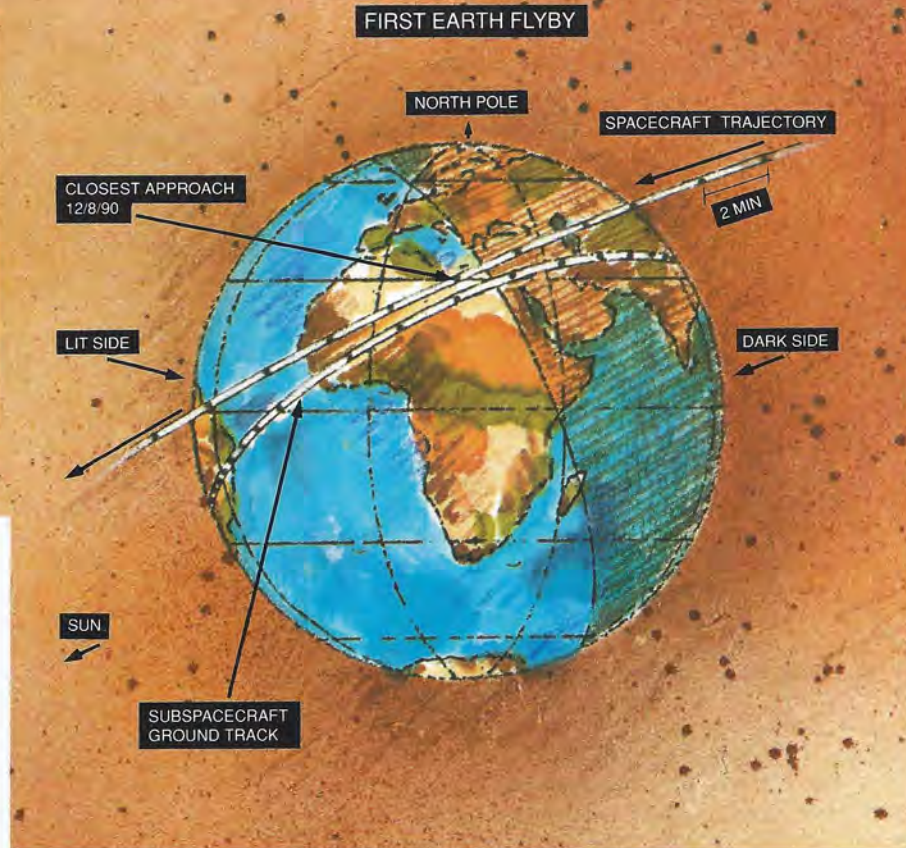 FIRST EARTH FLYBY
NORTH POLE
SPACECRAFT TRAJECTORY
CLOSEST APPROACH
12/8/90
2 MIN
LIT SIDE
DARK SIDE
SUN
SUBSPACECRAFT
GROUND TRACK